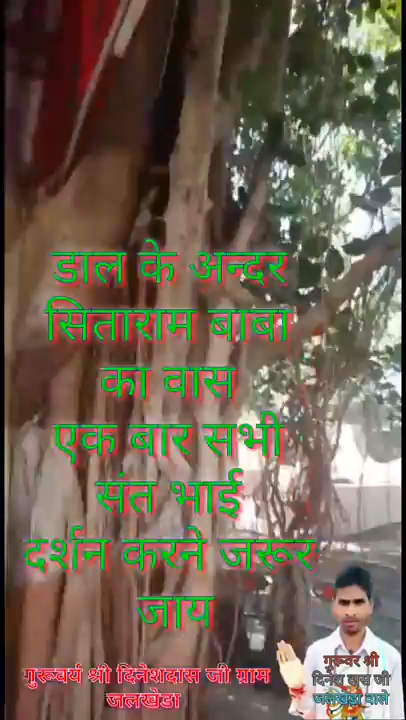 डाल के अन्दर
सिताराम बाबा
का वास
एक बार सभी
संत भाई
दर्शन करने जरूर
जाय
गुरूवर्य श्री दिनेशदास जी ग्राम
जलखेडा
गुरूवर श्री
दिनेश दास जी
जलखेड़ा वाले